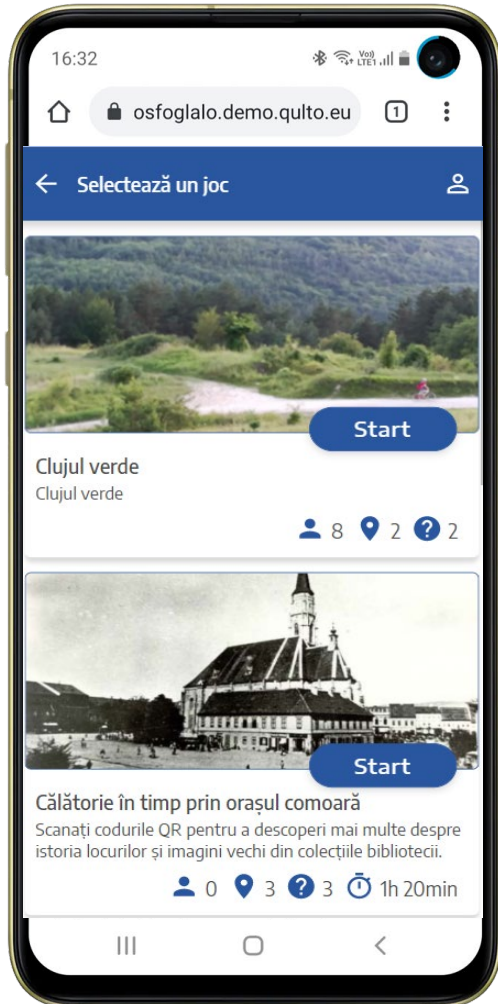 16:32
Vo))
LTE1
osfoglalo.demo.qulto.eu
1
Selectează un joc
Start
Clujul verde
Clujul verde
8 2 ? 2
Start
Călătorie în timp prin orașul comoară
Scanați codurile QR pentru a descoperi mai multe despre
istoria locurilor și imagini vechi din colecțiile bibliotecii.
0 3 ? 3 1h 20min